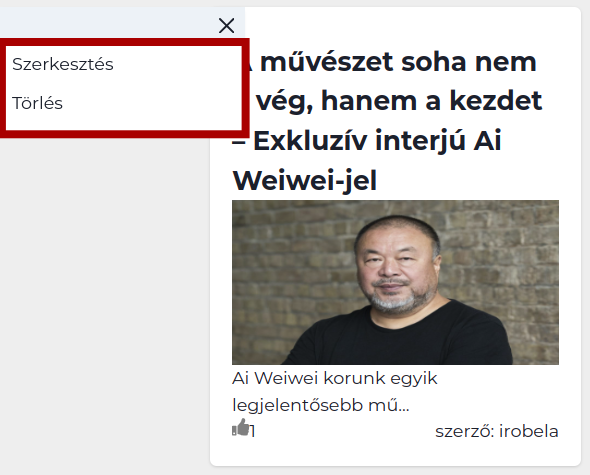 Szerkesztés
Törlés
művészet soha nem
vég, hanem a kezdet
– Exkluzív interjú Ai
Weiwei-jel
Ai Weiwei korunk egyik
legjelentősebb mű...
1
szerző: irobela